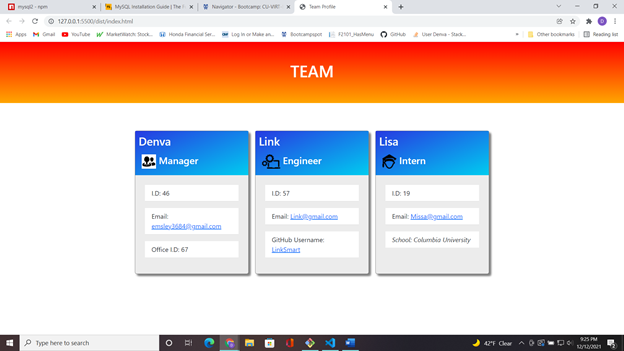 mysql2 - npm
MySQL Installation Guide | The F
Navigator - Bootcamp: CU-VIRT-
Team Profile
127.0.0.1:5500/dist/index.html
Apps
Gmail
YouTube
MarketWatch: Stock...
Honda Financial Ser...
Log In or Make an...
Bootcampspot
F2101_HasMenu
GitHub
User Denva - Stack...
Other bookmarks
Reading list
TEAM
Denva
Manager
I.D: 46
Email:
emsley3684@gmail.com
Office I.D: 67
Link
Engineer
I.D: 57
Email: Link@gmail.com
GitHub Username:
LinkSmart
Lisa
Intern
I.D: 19
Email: Missa@gmail.com
School: Columbia University
Type here to search
42°F Clear
9:25 PM
12/12/2021